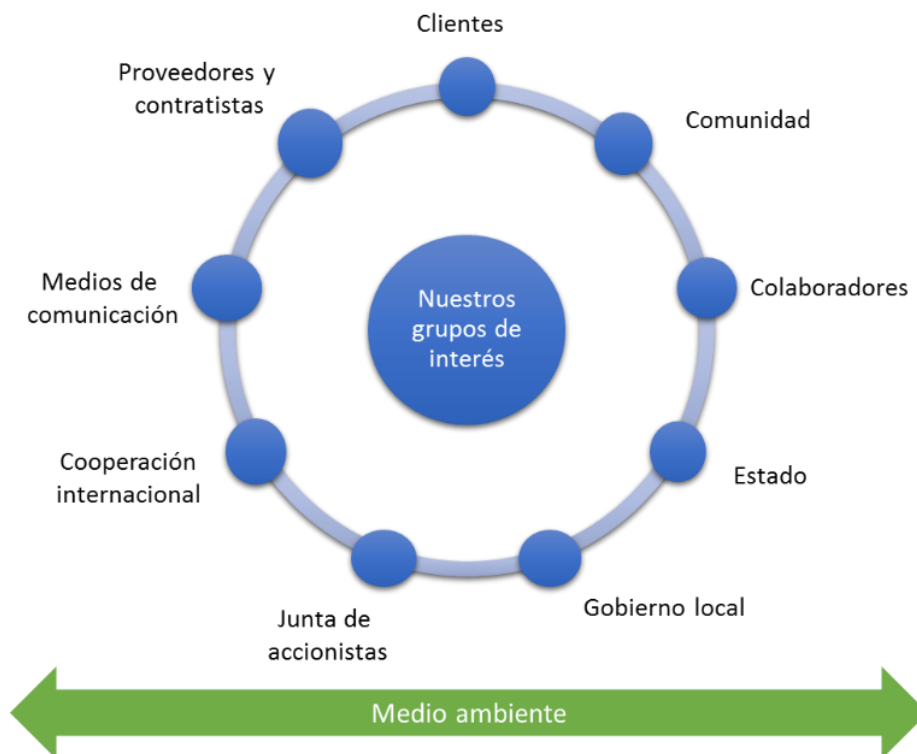 Clientes
Proveedores y
contratistas
Comunidad
Medios de
comunicación
Nuestros
grupos de
interés
Colaboradores
Cooperación
internacional
Estado
Junta de
accionistas
Gobierno local
Medio ambiente